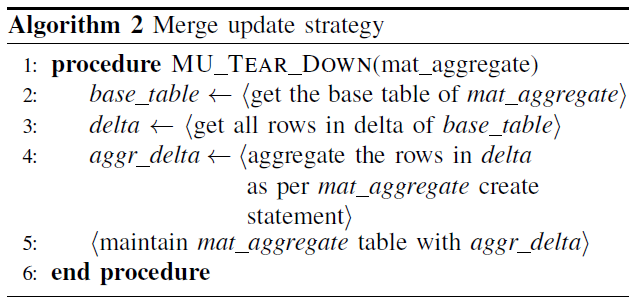 Algorithm 2 Merge update strategy
1: procedure MU_TEAR_DOWN(mat_aggregate)
2: base_table ← ⟨get the base table of mat_aggregate⟩
3: delta ← ⟨get all rows in delta of base_table⟩
4: aggr_delta ← ⟨aggregate the rows in delta
as per mat_aggregate create
statement⟩
5: ⟨maintain mat_aggregate table with aggr_delta⟩
6: end procedure